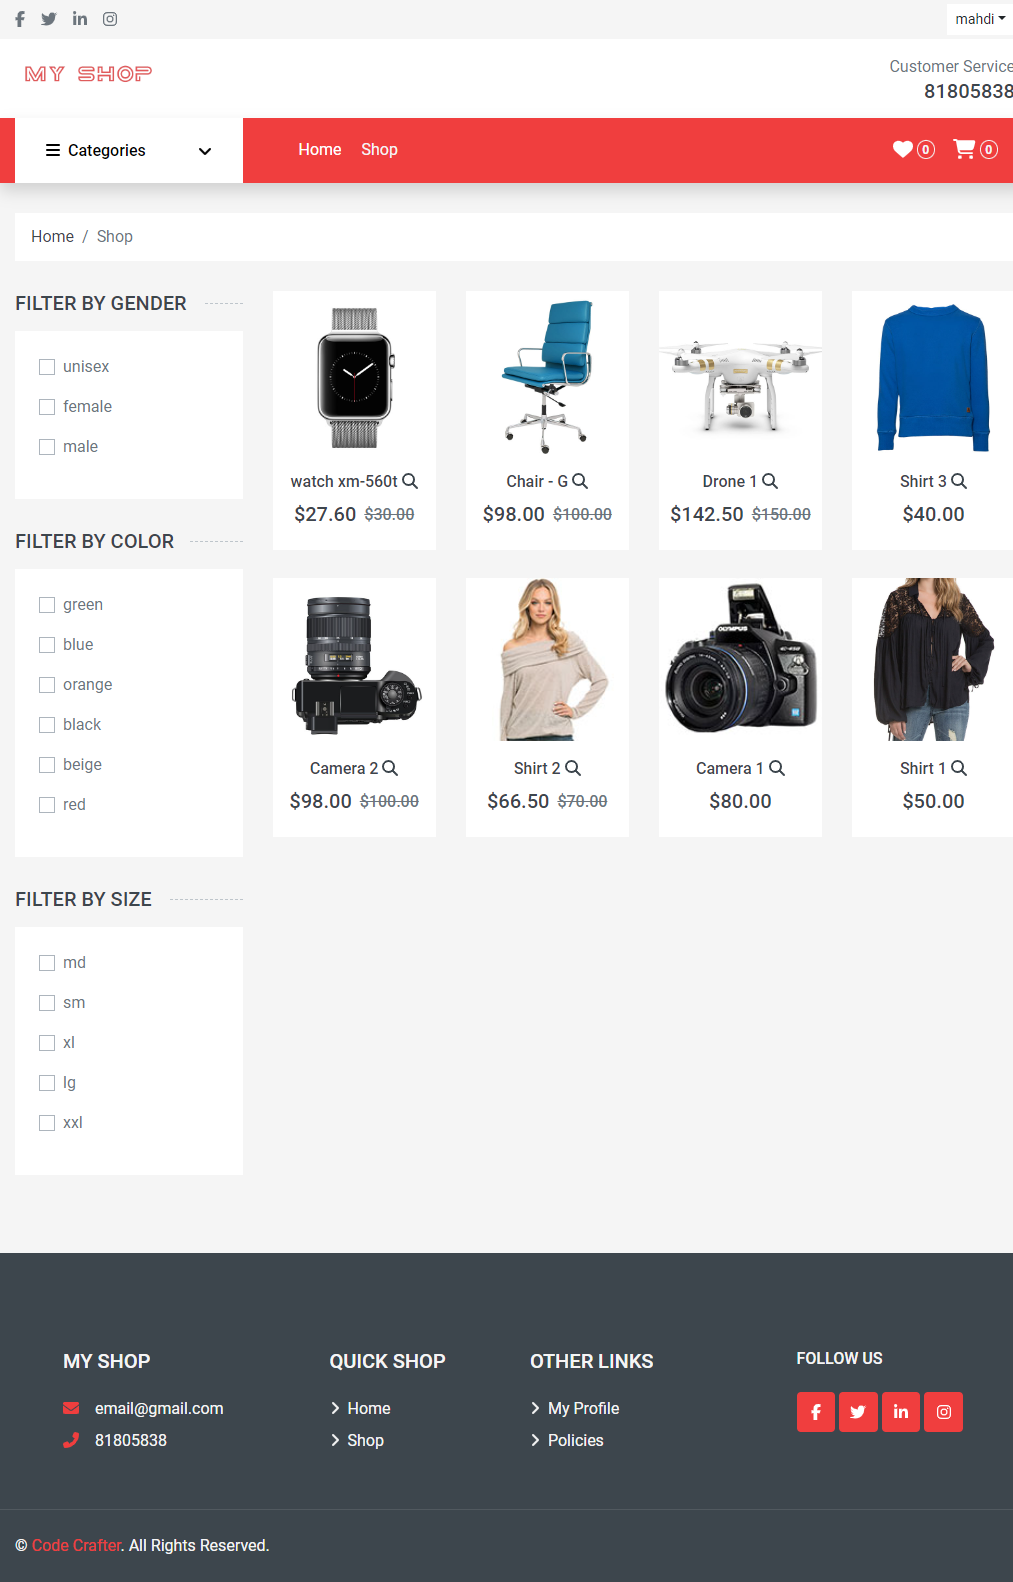 mahdi
MY SHOP
Customer Service
81805838
Categories
Home Shop
0 0
Home / Shop
FILTER BY GENDER
unisex
female
male
FILTER BY COLOR
green
blue
orange
black
beige
red
FILTER BY SIZE
md
sm
xl
lg
xxl
watch xm-560t
$27.60 $30.00
Chair - G
$98.00 $100.00
Drone 1
$142.50 $150.00
Shirt 3
$40.00
Camera 2
$98.00 $100.00
Shirt 2
$66.50 $70.00
OLYMPUS
Camera 1
$80.00
Shirt 1
$50.00
MY SHOP
email@gmail.com
81805838
QUICK SHOP
Home
Shop
OTHER LINKS
My Profile
Policies
FOLLOW US
© Code Crafter. All Rights Reserved.